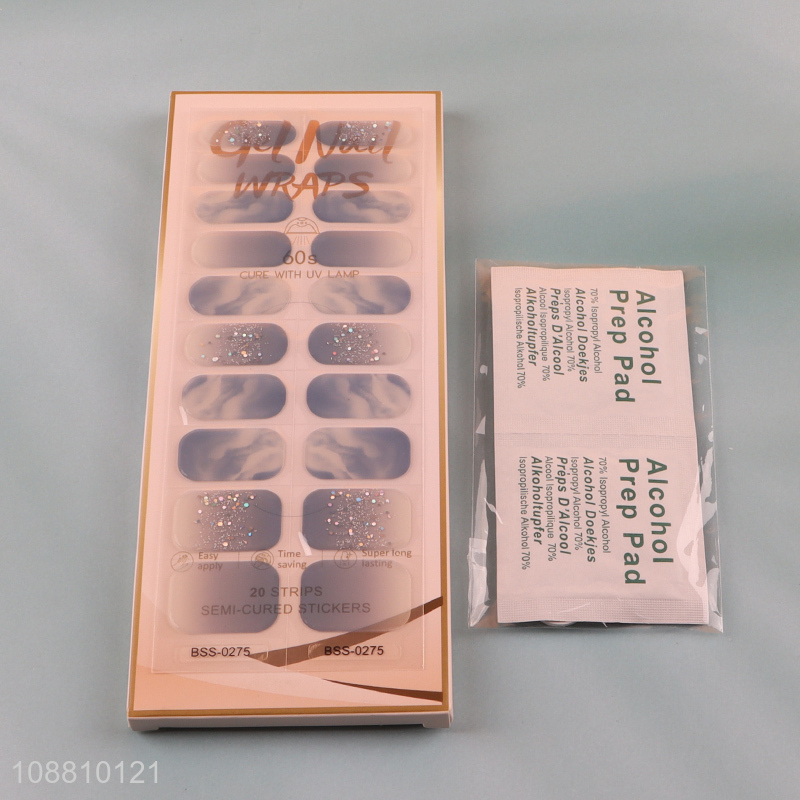 Gel Nail
WRAPS
60s
CURE WITH UV LAMP
Easy
apply
Time
saving
Super long
lasting
20 STRIPS
SEMI-CURED STICKERS
BSS-0275
BSS-0275
Alcohol
Prep Pad
70% Isopropyl Alcohol
Alcohol Doekjes
Isopropyl Alcohol 70%
Préps D'Alcool
Alcool Isopropilique 70%
Alkoholtupfer
Isopropilische Alkohol 70%
Alcohol
Prep Pad
70% Isopropyl Alcohol
Alcohol Doekjes
Isopropyl Alcohol 70%
Préps D'Alcool
Alcool Isopropilique 70%
Alkoholtupfer
Isopropilische Alkohol 70%
108810121